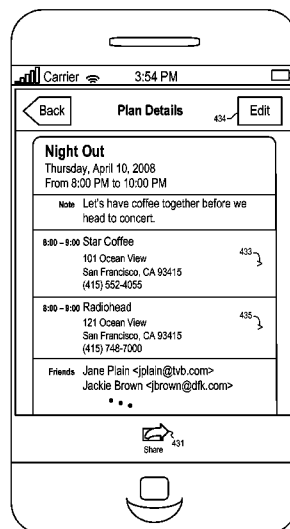 Carrier 3:54 PM
Back Plan Details 434 Edit
Night Out
Thursday, April 10, 2008
From 8:00 PM to 10:00 PM
Note Let's have coffee together before we
head to concert.
8:00 – 9:00 Star Coffee 433
101 Ocean View
San Francisco, CA 93415
(415) 552-4055
8:00 – 9:00 Radiohead 435
121 Ocean View
San Francisco, CA 93415
(415) 748-7000
Friends Jane Plain <jplain@tvb.com>
Jackie Brown <jbrown@dfk.com>
• • •
Share 431